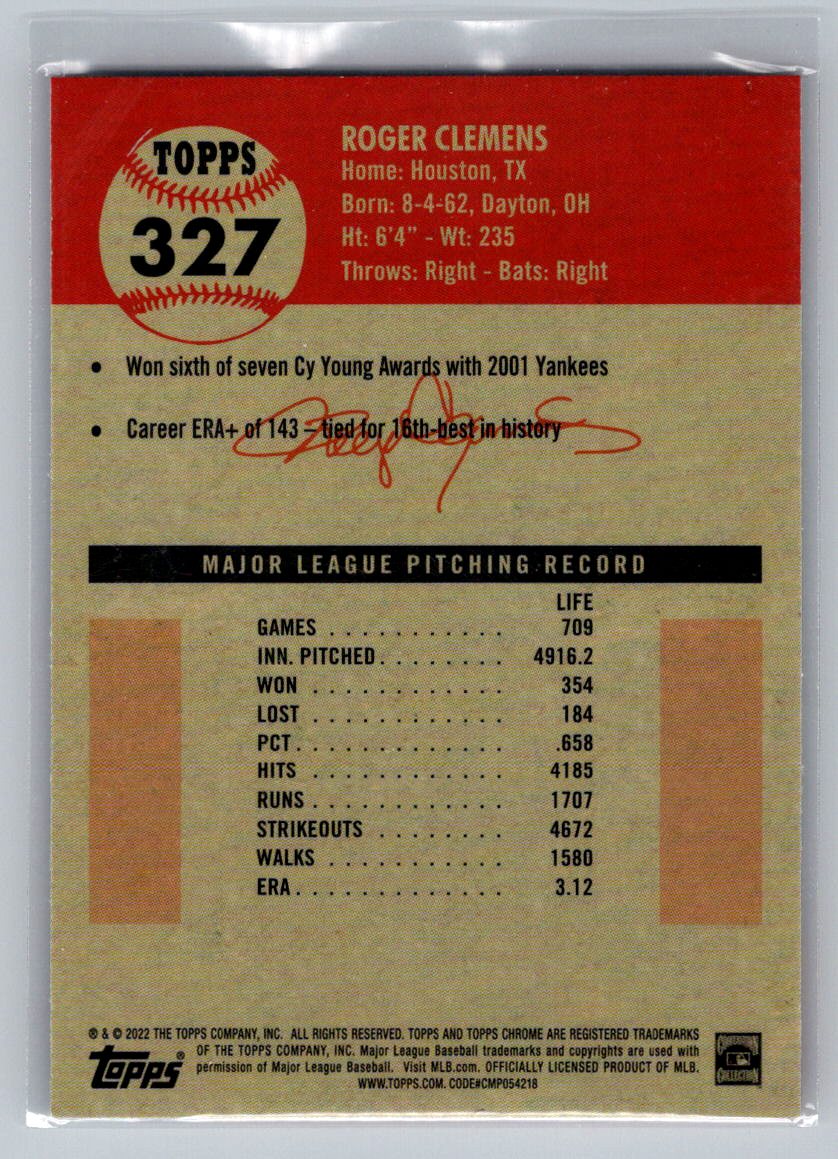 TOPPS
327
ROGER CLEMENS
Home: Houston, TX
Born: 8-4-62, Dayton, OH
Ht: 6'4" - Wt: 235
Throws: Right - Bats: Right
• Won sixth of seven Cy Young Awards with 2001 Yankees
• Career ERA+ of 143 – tied for 16th-best in history
MAJOR LEAGUE PITCHING RECORD
LIFE
GAMES . . . . . . . . . . . 709
INN. PITCHED. . . . . . . . 4916.2
WON . . . . . . . . . . . . 354
LOST . . . . . . . . . . . . 184
PCT. . . . . . . . . . . . . .658
HITS . . . . . . . . . . . . 4185
RUNS . . . . . . . . . . . . 1707
STRIKEOUTS . . . . . . . . 4672
WALKS . . . . . . . . . . . 1580
ERA. . . . . . . . . . . . . 3.12
® & © 2022 THE TOPPS COMPANY, INC. ALL RIGHTS RESERVED. TOPPS AND TOPPS CHROME ARE REGISTERED TRADEMARKS
OF THE TOPPS COMPANY, INC. Major League Baseball trademarks and copyrights are used with
permission of Major League Baseball. Visit MLB.com. OFFICIALLY LICENSED PRODUCT OF MLB.
WWW.TOPPS.COM. CODE#CMP054218
Topps®
COOPERSTOWN
COLLECTION